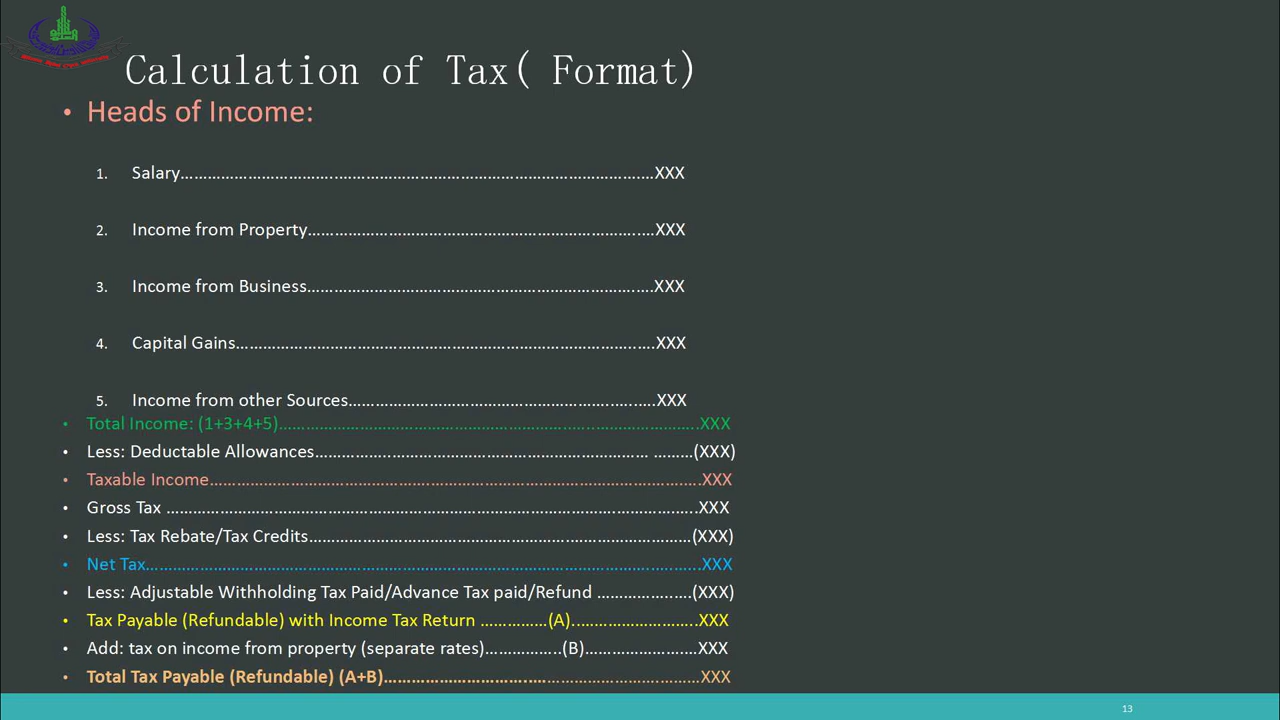 Calculation of Tax( Format)
• Heads of Income:
1. Salary……………………………..………………………………………………………….…XXX
2. Income from Property……………………………………………………………….…..….XXX
3. Income from Business………………………………………………………………….…..….XXX
4. Capital Gains……………………………………………………………………………..….XXX
5. Income from other Sources………………………………………………………..…..….XXX
• Total Income: (1+3+4+5)…………………………………………………………………………………..XXX
• Less: Deductable Allowances……………..………………………………………………… ………(XXX)
• Taxable Income…………………………………………………………………………………………….….XXX
• Gross Tax ……………………………………………………………………………………….……………..XXX
• Less: Tax Rebate/Tax Credits………………………………………………..…………………………(XXX)
• Net Tax……………………………………………………………………………………………………..…...XXX
• Less: Adjustable Withholding Tax Paid/Advance Tax paid/Refund ……………..….(XXX)
• Tax Payable (Refundable) with Income Tax Return ……………(A)………………………..XXX
• Add: tax on income from property (separate rates)……………..(B)………………….…XXX
• Total Tax Payable (Refundable) (A+B)……………………………..…………………………..………XXX
13